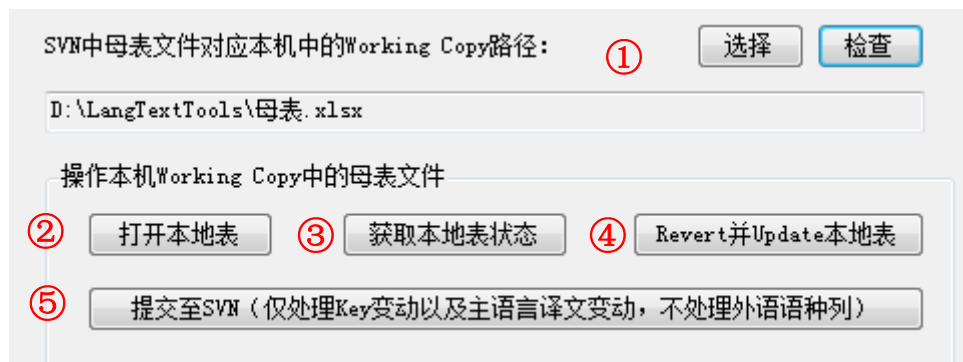 SVN中母表文件对应本机中的Working Copy路径：
① 选择 检查
D:\LangTextTools\母表.xlsx
操作本机Working Copy中的母表文件
② 打开本地表 ③ 获取本地表状态 ④ Revert并Update本地表
⑤ 提交至SVN（仅处理Key变动以及主语言译文变动，不处理外语语种列）